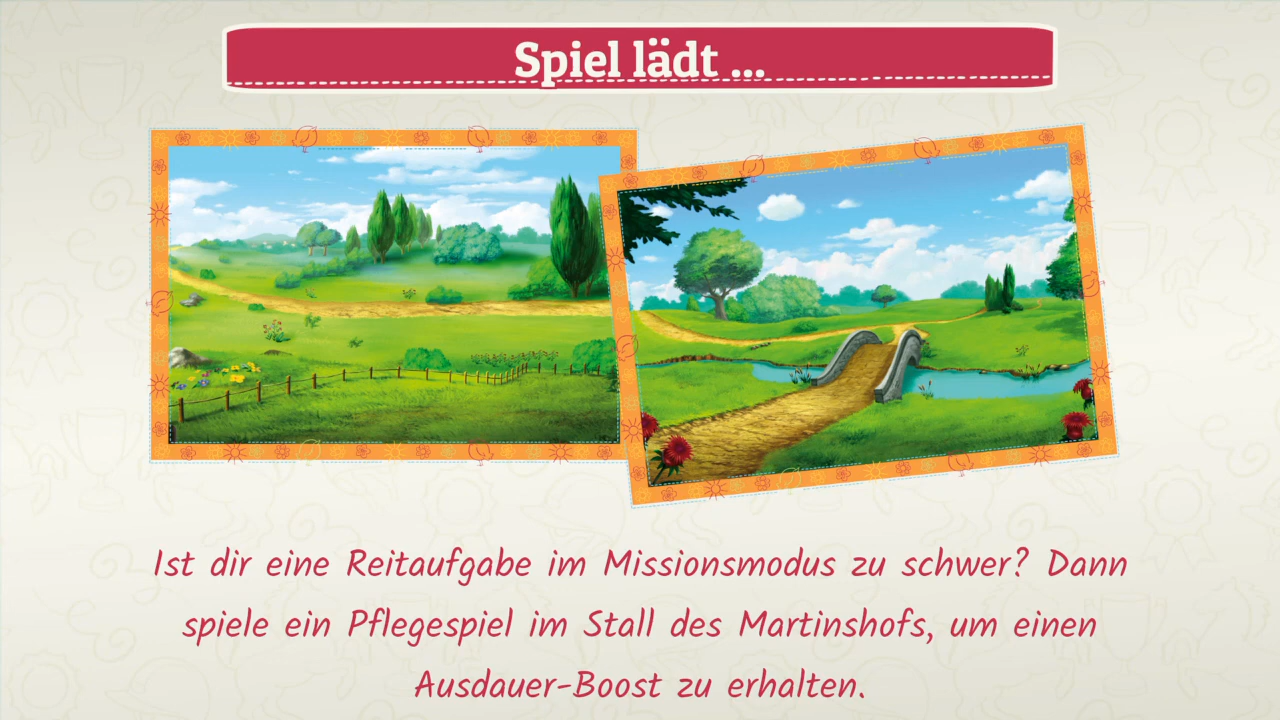 Spiel lädt ...
Ist dir eine Reitaufgabe im Missionsmodus zu schwer? Dann
spiele ein Pflegespiel im Stall des Martinshofs, um einen
Ausdauer-Boost zu erhalten.